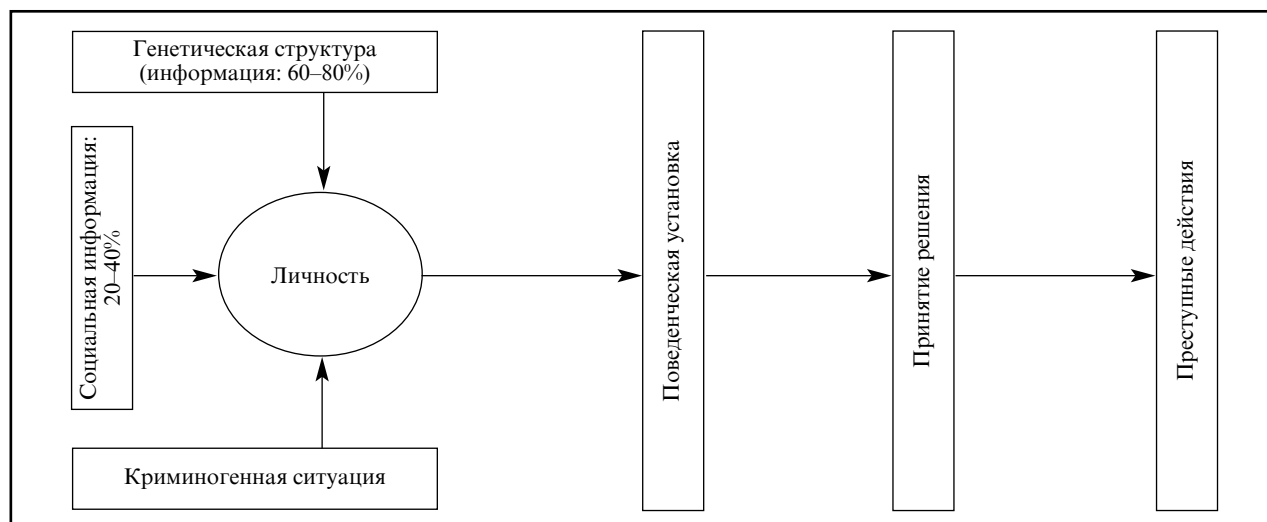 Генетическая структура
(информация: 60–80%)
Социальная информация:
20–40%
Личность
Криминогенная ситуация
Поведенческая установка
Принятие решения
Преступные действия